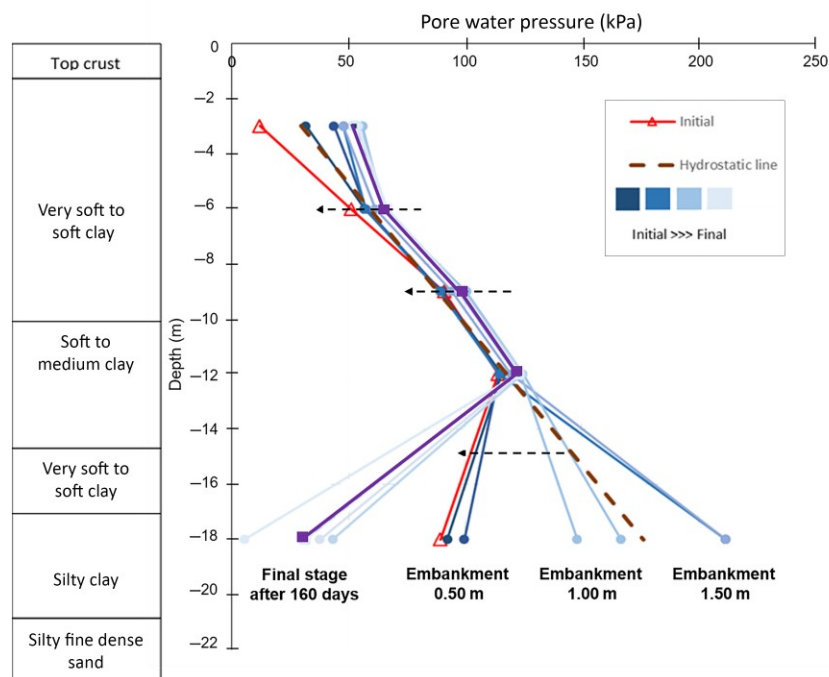 Pore water pressure (kPa)
0
50
100
150
200
250
Depth (m)
0
–2
–4
–6
–8
–10
–12
–14
–16
–18
–20
–22
Top crust
Very soft to
soft clay
Soft to
medium clay
Very soft to
soft clay
Silty clay
Silty fine dense
sand
Initial
Hydrostatic line
Initial >>> Final
Final stage
after 160 days
Embankment
0.50 m
Embankment
1.00 m
Embankment
1.50 m